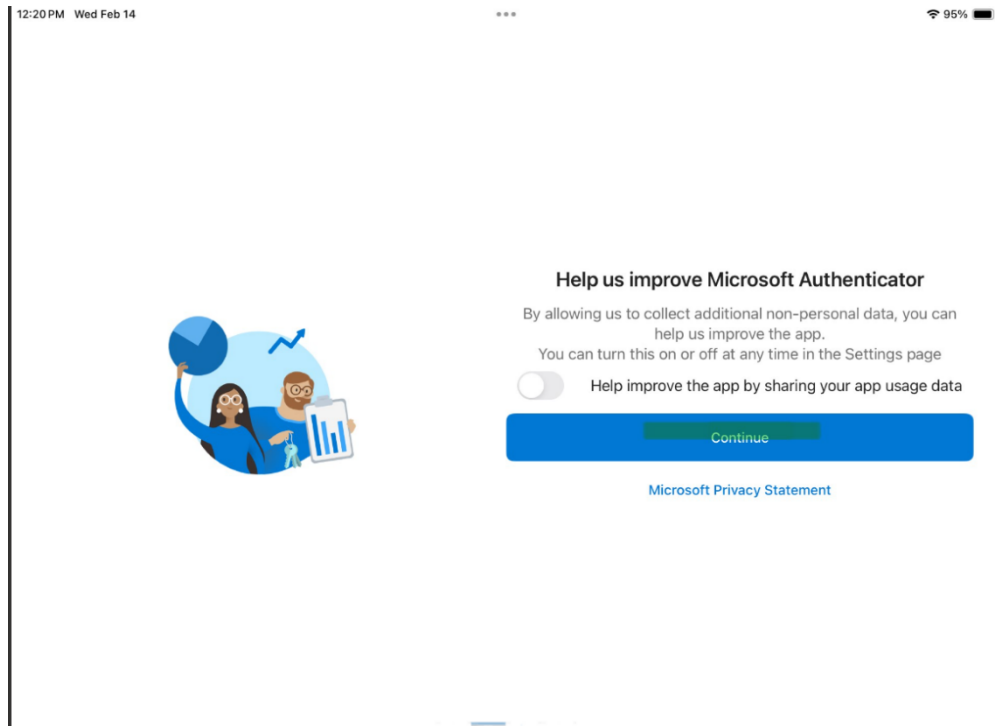 12:20 PM Wed Feb 14
95%
Help us improve Microsoft Authenticator
By allowing us to collect additional non-personal data, you can
help us improve the app.
You can turn this on or off at any time in the Settings page
Help improve the app by sharing your app usage data
Continue
Microsoft Privacy Statement